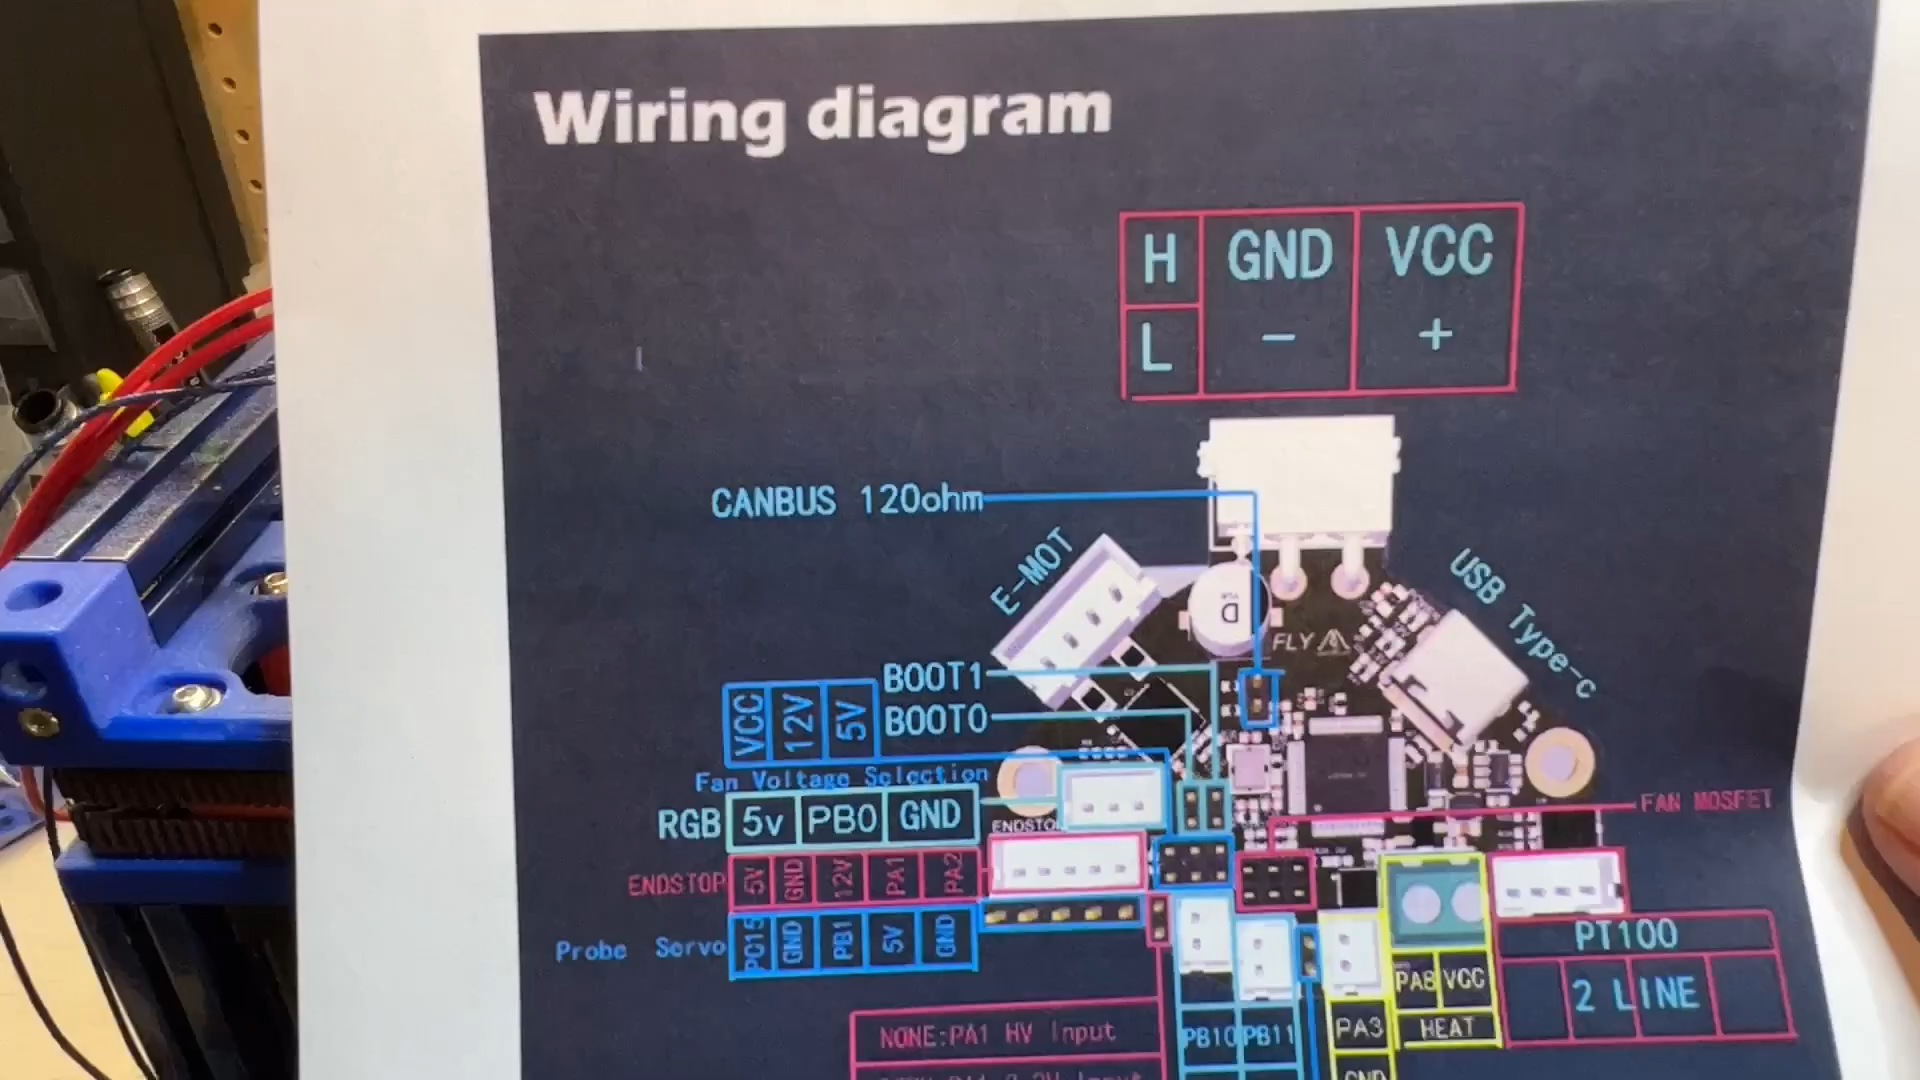 Wiring diagram
H GND VCC
L - +
CANBUS 120ohm
E-MOT
USB Type-c
D
FLY
BOOT1
BOOT0
VCC 12V 5V
Fan Voltage Selection
RGB 5v PB0 GND
ENDSTOP
FAN MOSFET
ENDSTOP 5V GND 12V PA1 PA2
Probe Servo PC15 GND PB1 5V GND
PT100
2 LINE
PA8 VCC
HEAT
NONE:PA1 HV Input
PB10 PB11
PA3
GND